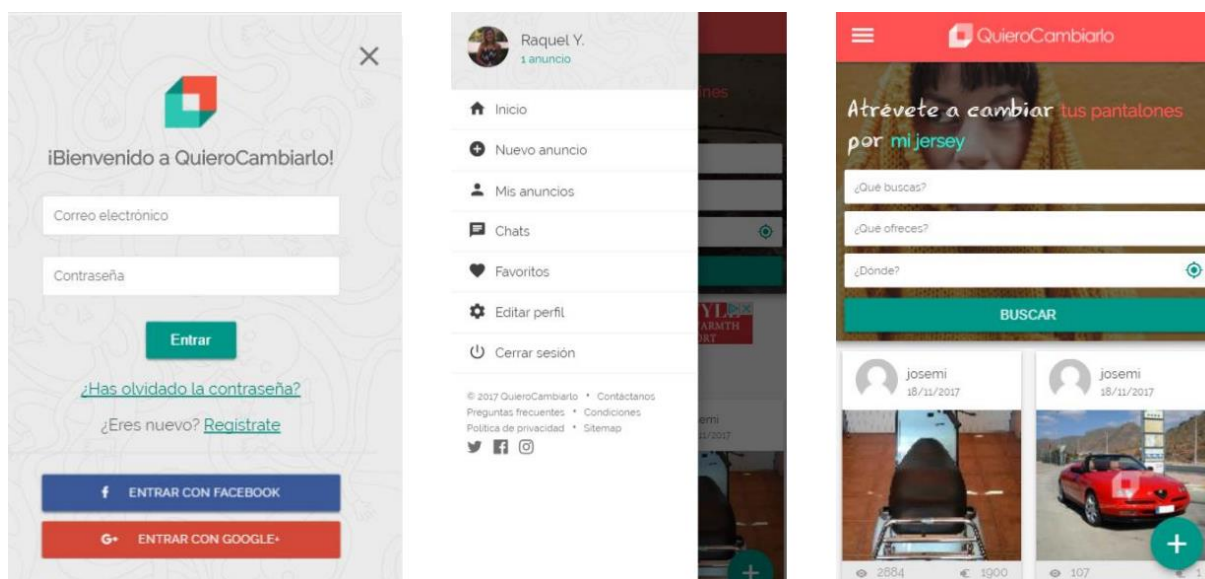 ¡Bienvenido a QuieroCambiarlo!
Correo electrónico
Contraseña
Entrar
¿Has olvidado la contraseña?
¿Eres nuevo? Regístrate
f ENTRAR CON FACEBOOK
G+ ENTRAR CON GOOGLE+
Raquel Y.
1 anuncio
Inicio
Nuevo anuncio
Mis anuncios
Chats
Favoritos
Editar perfil
Cerrar sesión
© 2017 QuieroCambiarlo • Contáctanos
Preguntas frecuentes • Condiciones
Política de privacidad • Sitemap
QuieroCambiarlo
Atrévete a cambiar tus pantalones
por mi jersey
¿Qué buscas?
¿Qué ofreces?
¿Dónde?
BUSCAR
josemi
18/11/2017
josemi
18/11/2017
2884 € 1900
107 € 1